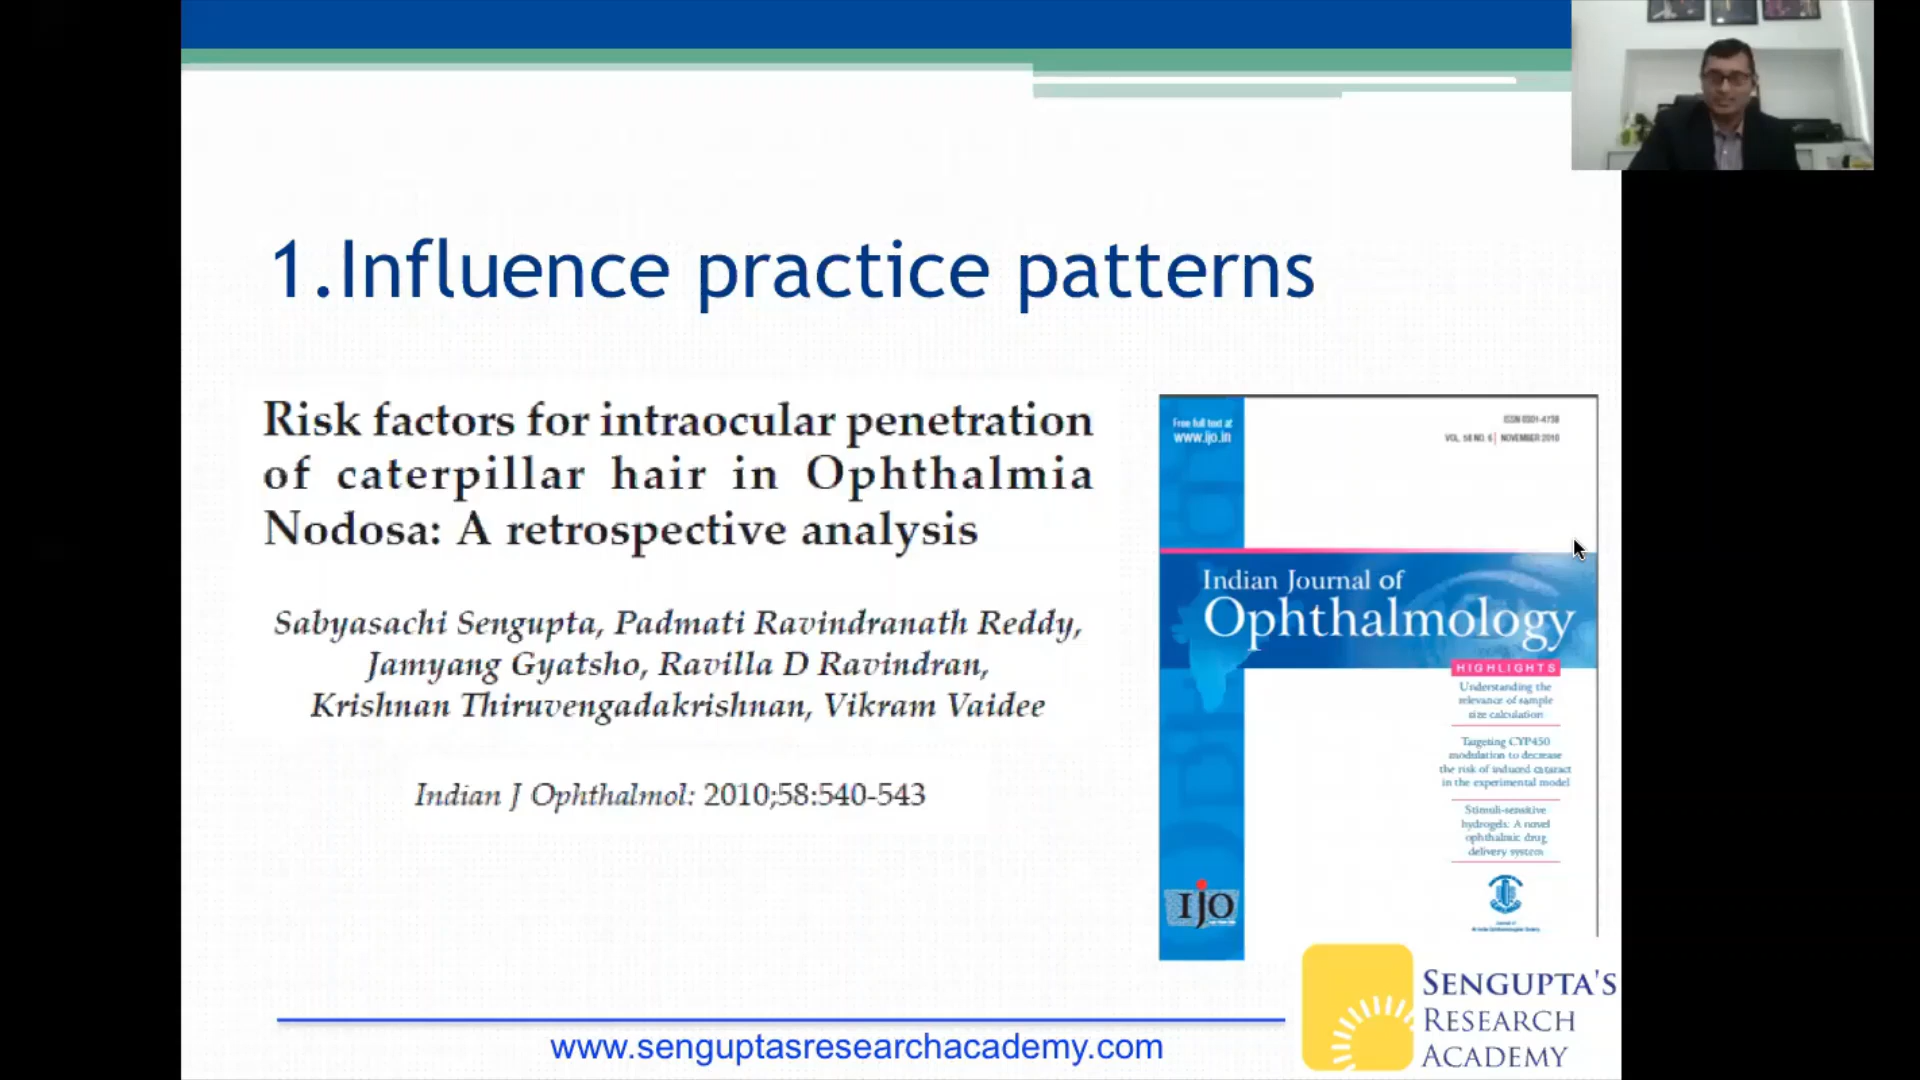 1.Influence practice patterns
Risk factors for intraocular penetration
of caterpillar hair in Ophthalmia
Nodosa: A retrospective analysis
Sabyasachi Sengupta, Padmati Ravindranath Reddy,
Jamyang Gyatsho, Ravilla D Ravindran,
Krishnan Thiruvengadakrishnan, Vikram Vaidee
Indian J Ophthalmol: 2010;58:540-543
Free full text at
www.ijo.in
ISSN 0301-4738
VOL. 58 NO. 6 | NOVEMBER 2010
Indian Journal of
Ophthalmology
HIGHLIGHTS
Understanding the
relevance of sample
size calculation
Targeting CYP450
modulation to decrease
the risk of induced cataract
in the experimental model
Stimuli-sensitive
hydrogels: A novel
ophthalmic drug
delivery system
IJO
www.senguptasresearchacademy.com
SENGUPTA'S
RESEARCH
ACADEMY